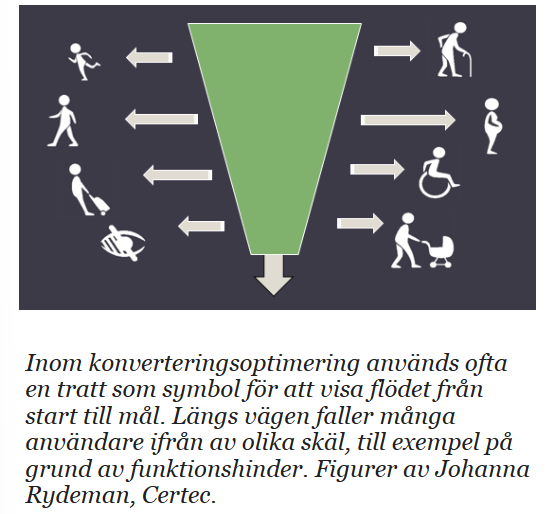 Inom konverteringsoptimering används ofta
en tratt som symbol för att visa flödet från
start till mål. Längs vägen faller många
användare ifrån av olika skäl, till exempel på
grund av funktionshinder. Figurer av Johanna
Rydeman, Certec.